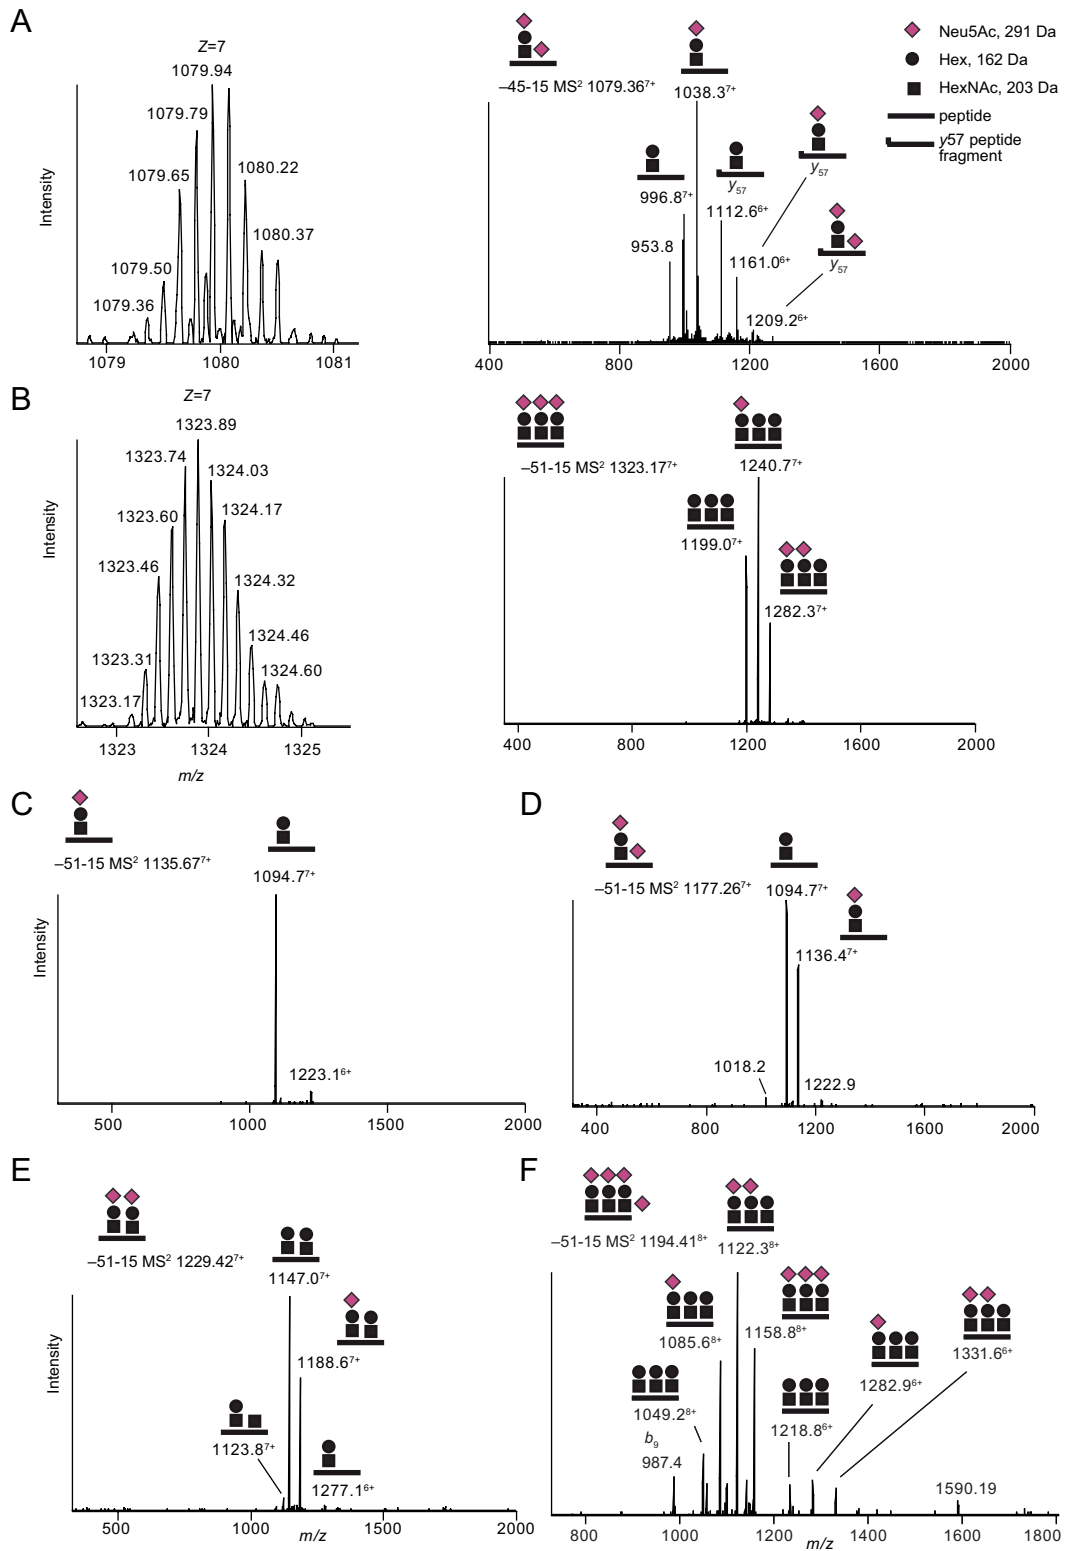 A
Z=7
1079.94
1079.79
1079.65
1080.22
1080.37
1079.50
1079.36
Intensity
1079
1080
1081
–45-15 MS² 1079.36⁷⁺
1038.3⁷⁺
996.8⁷⁺
y₅₇
1112.6⁶⁺
953.8
y₅₇
1161.0⁶⁺
y₅₇
1209.2⁶⁺
400
800
1200
1600
2000
Neu5Ac, 291 Da
Hex, 162 Da
HexNAc, 203 Da
peptide
y57 peptide
fragment
B
Z=7
1323.89
1323.74
1324.03
1323.60
1324.17
1323.46
1324.32
1324.46
1323.31
1324.60
1323.17
Intensity
1323
1324
1325
m/z
–51-15 MS² 1323.17⁷⁺
1240.7⁷⁺
1199.0⁷⁺
1282.3⁷⁺
400
800
1200
1600
2000
C
–51-15 MS² 1135.67⁷⁺
1094.7⁷⁺
1223.1⁶⁺
Intensity
500
1000
1500
2000
D
–51-15 MS² 1177.26⁷⁺
1094.7⁷⁺
1136.4⁷⁺
1018.2
1222.9
400
800
1200
1600
2000
E
–51-15 MS² 1229.42⁷⁺
1147.0⁷⁺
1188.6⁷⁺
1123.8⁷⁺
1277.1⁶⁺
Intensity
500
1000
1500
2000
m/z
F
–51-15 MS² 1194.41⁸⁺
1122.3⁸⁺
1085.6⁸⁺
1158.8⁸⁺
1331.6⁶⁺
1282.9⁶⁺
1049.2⁸⁺
1218.8⁶⁺
b₉
987.4
1590.19
800
1000
1200
1400
1600
1800
m/z